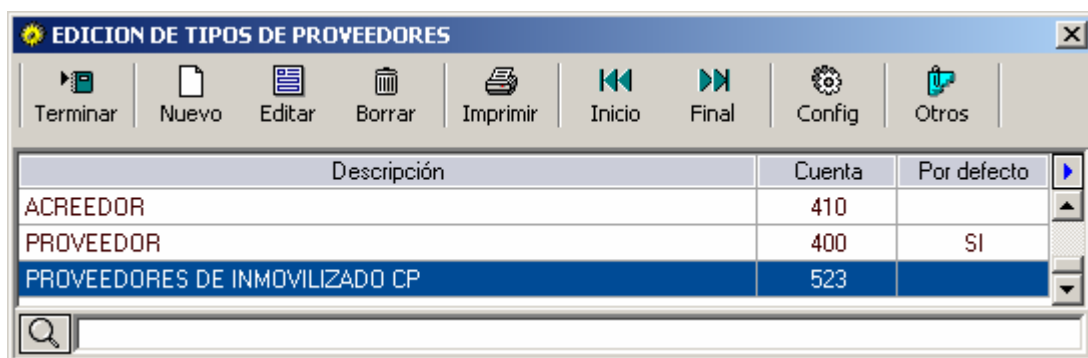 EDICION DE TIPOS DE PROVEEDORES
Terminar Nuevo Editar Borrar Imprimir Inicio Final Config Otros
Descripción Cuenta Por defecto
ACREEDOR 410
PROVEEDOR 400 SI
PROVEEDORES DE INMOVILIZADO CP 523